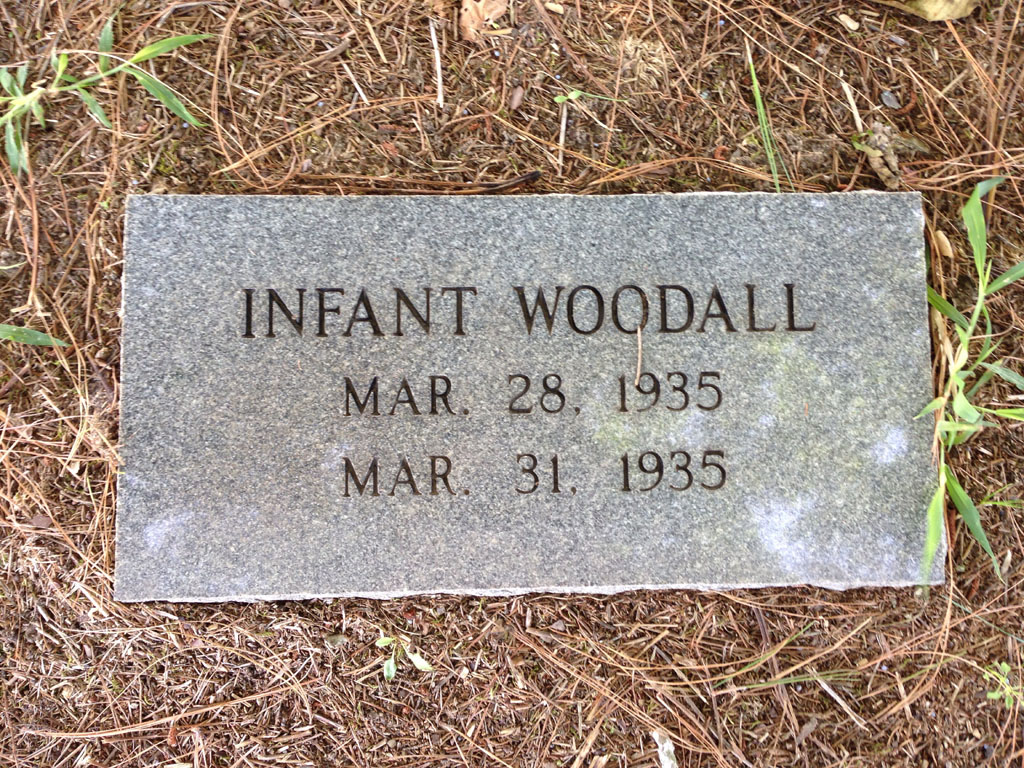 INFANT WOODALL
MAR. 28, 1935
MAR. 31, 1935